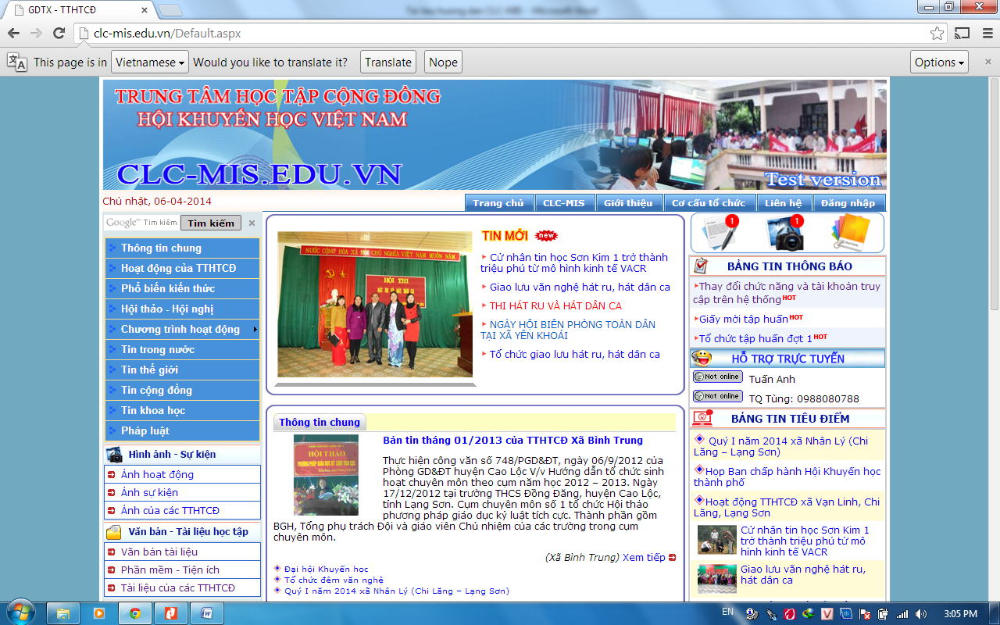 GDTX - TTHTCĐ
Tai lieu huong dan CLC MIS - Microsoft Word
clc-mis.edu.vn/Default.aspx
This page is in Vietnamese Would you like to translate it? Translate Nope Options
TRUNG TÂM HỌC TẬP CỘNG ĐỒNG
HỘI KHUYẾN HỌC VIỆT NAM
CLC-MIS.EDU.VN
Test version
Chủ nhật, 06-04-2014
Trang chủ CLC-MIS Giới thiệu Cơ cấu tổ chức Liên hệ Đăng nhập
Google™ Tìm kiếm Tìm kiếm
Thông tin chung
Hoạt động của TTHTCĐ
Phổ biến kiến thức
Hội thảo - Hội nghị
Chương trình hoạt động
Tin trong nước
Tin thế giới
Tin cộng đồng
Tin khoa học
Pháp luật
Hình ảnh - Sự kiện
Ảnh hoạt động
Ảnh sự kiện
Ảnh của các TTHTCĐ
Văn bản - Tài liệu học tập
Văn bản tài liệu
Phần mềm - Tiện ích
Tài liệu của các TTHTCĐ
NƯỚC CỘNG HÒA XÃ HỘI CHỦ NGHĨA VIỆT NAM MUÔN NĂM
HỘI THI
HÁT RU VÀ HÁT DÂN CA
TIN MỚI new
Cử nhân tin học Sơn Kim 1 trở thành
triệu phú từ mô hình kinh tế VACR
Giao lưu văn nghệ hát ru, hát dân ca
THI HÁT RU VÀ HÁT DÂN CA
NGÀY HỘI BIÊN PHÒNG TOÀN DÂN
TẠI XÃ YÊN KHOÁI
Tổ chức giao lưu hát ru, hát dân ca
Thông tin chung
HỘI THẢO
PHƯƠNG PHÁP GIÁO DỤC KỶ LUẬT TÍCH CỰC
Bản tin tháng 01/2013 của TTHTCĐ Xã Bình Trung
Thực hiện công văn số 748/PGD&ĐT, ngày 06/9/2012 của
Phòng GD&ĐT huyện Cao Lộc V/v Hướng dẫn tổ chức sinh
hoạt chuyên môn theo cụm năm học 2012 – 2013. Ngày
17/12/2012 tại trường THCS Đồng Đăng, huyện Cao Lộc,
tỉnh Lạng Sơn. Cụm chuyên môn số 1 tổ chức Hội thảo
phương pháp giáo dục kỷ luật tích cực. Thành phần gồm
BGH, Tổng phụ trách Đội và giáo viên Chủ nhiệm của các trường trong cụm
chuyên môn.
(Xã Bình Trung) Xem tiếp
Đại hội Khuyến học
Tổ chức đêm văn nghệ
Quý I năm 2014 xã Nhân Lý (Chi Lăng – Lạng Sơn)
1 1
BẢNG TIN THÔNG BÁO
Thay đổi chức năng và tài khoản truy
cập trên hệ thống HOT
Giấy mời tập huấn HOT
Tổ chức tập huấn đợt 1 HOT
HỖ TRỢ TRỰC TUYẾN
Not online Tuấn Anh
Not online TQ Tùng: 0988080788
BẢNG TIN TIÊU ĐIỂM
Quý I năm 2014 xã Nhân Lý (Chi
Lăng – Lạng Sơn)
Họp Ban chấp hành Hội Khuyến học
thành phố
Hoạt động TTHTCĐ xã Vạn Linh, Chi
Lăng, Lạng Sơn
Cử nhân tin học Sơn Kim 1
trở thành triệu phú từ mô
hình kinh tế VACR
Giao lưu văn nghệ hát ru,
hát dân ca
EN 3:05 PM